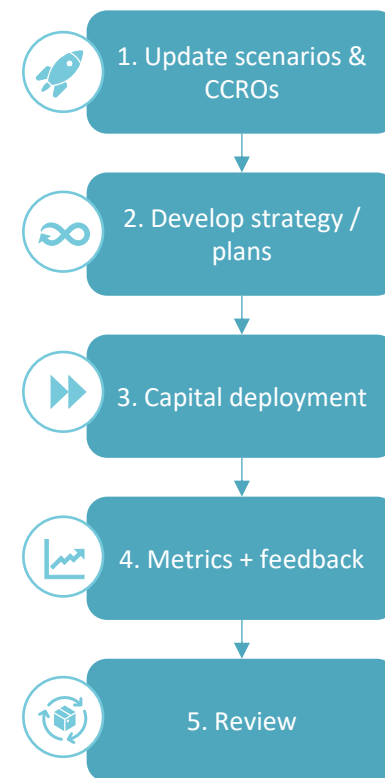 1. Update scenarios &
CCROs
2. Develop strategy /
plans
3. Capital deployment
4. Metrics + feedback
5. Review